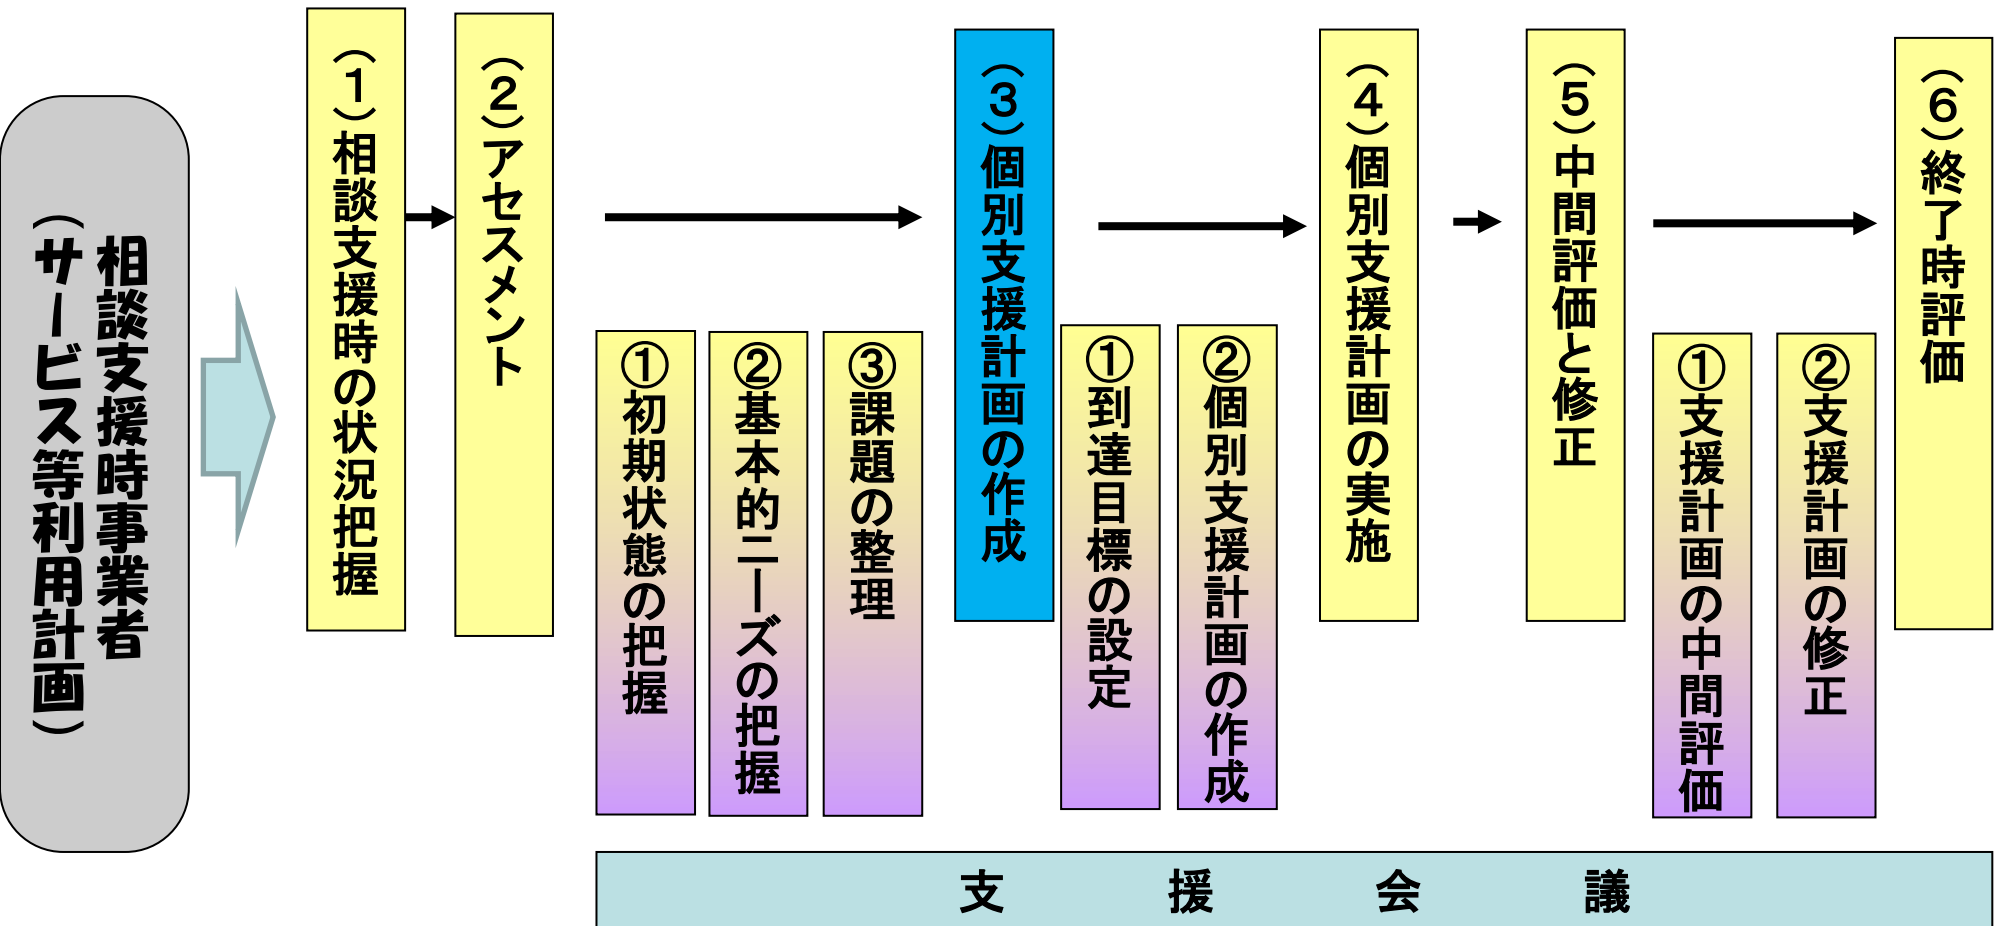 相談支援時事業者
（サービス等利用計画）
（１）相談支援時の状況把握
（２）アセスメント
①初期状態の把握
②基本的ニーズの把握
③課題の整理
（３）個別支援計画の作成
①到達目標の設定
②個別支援計画の作成
（４）個別支援計画の実施
（５）中間評価と修正
①支援計画の中間評価
②支援計画の修正
（６）終了時評価
支援会議